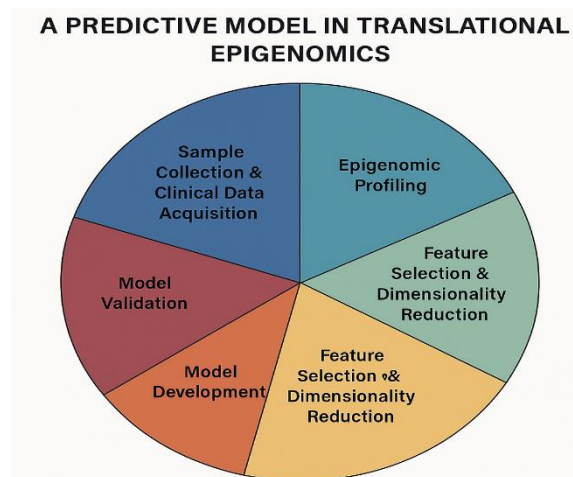 A PREDICTIVE MODEL IN TRANSLATIONAL
EPIGENOMICS
Sample
Collection &
Clinical Data
Acquisition
Epigenomic
Profiling
Feature
Selection &
Dimensionality
Reduction
Feature
Selection &
Dimensionality
Reduction
Model
Development
Model
Validation